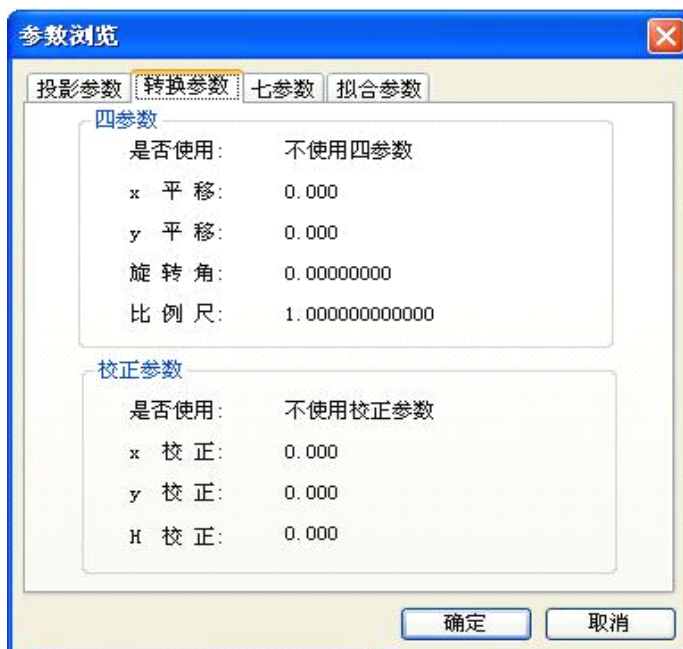 参数浏览
投影参数 转换参数 七参数 拟合参数
四参数
是否使用: 不使用四参数
x 平 移: 0.000
y 平 移: 0.000
旋 转 角: 0.00000000
比 例 尺: 1.000000000000
校正参数
是否使用: 不使用校正参数
x 校 正: 0.000
y 校 正: 0.000
H 校 正: 0.000
确定 取消